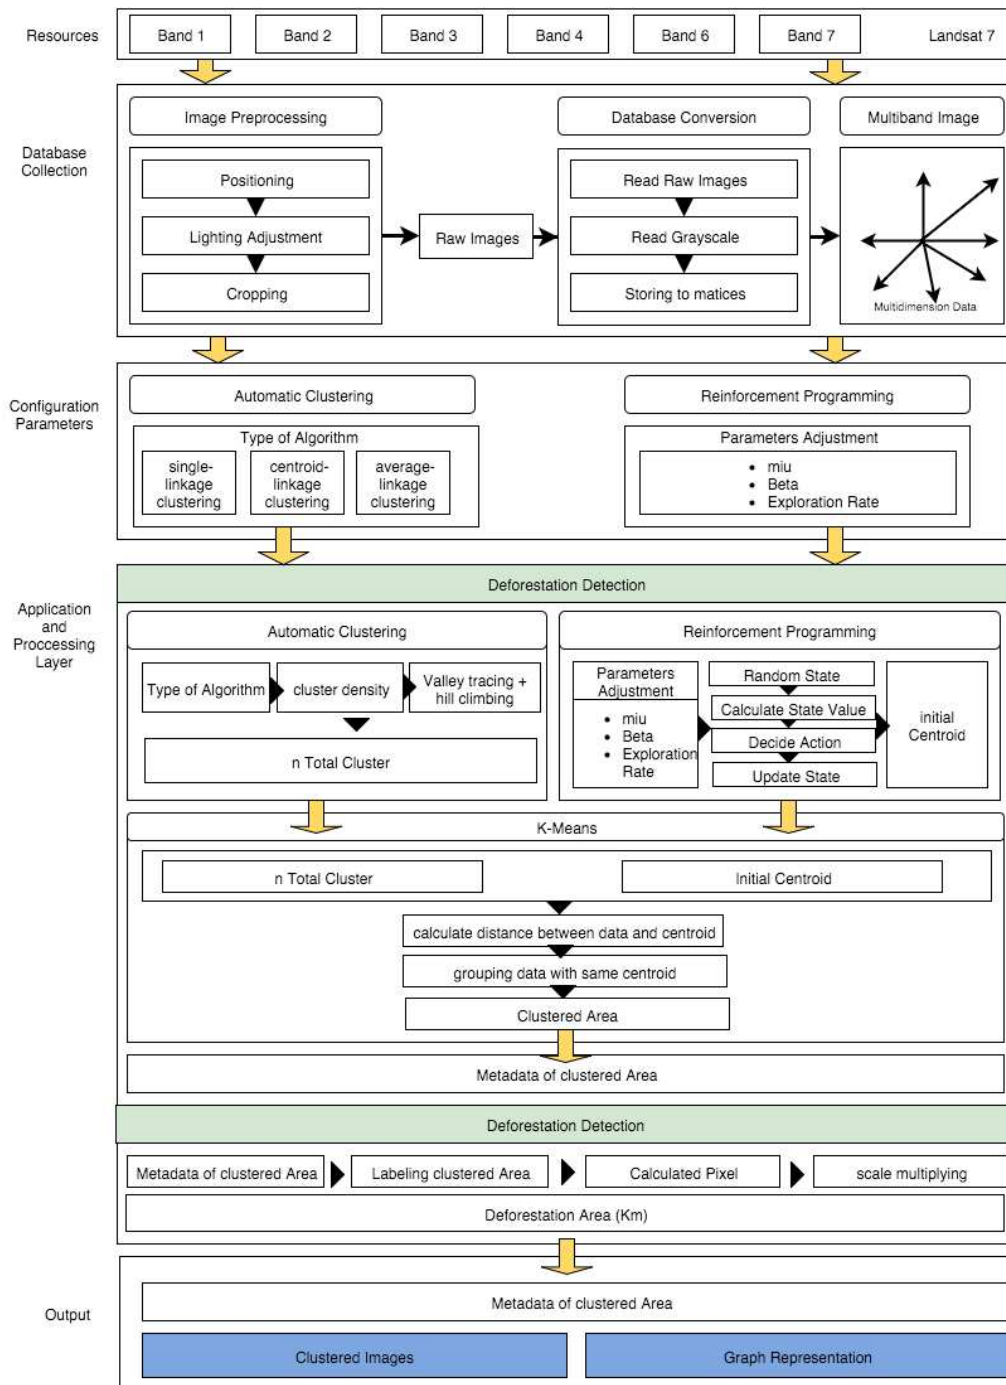 Resources
Band 1
Band 2
Band 3
Band 4
Band 6
Band 7
Landsat 7
Database
Collection
Image Preprocessing
Database Conversion
Multiband Image
Positioning
Lighting Adjustment
Cropping
Raw Images
Read Raw Images
Read Grayscale
Storing to matices
Multidimension Data
Configuration
Parameters
Automatic Clustering
Reinforcement Programming
Type of Algorithm
single-
linkage
clustering
centroid-
linkage
clustering
average-
linkage
clustering
Parameters Adjustment
• miu
• Beta
• Exploration Rate
Application
and
Proccessing
Layer
Deforestation Detection
Automatic Clustering
Reinforcement Programming
Type of Algorithm
cluster density
Valley tracing +
hill climbing
n Total Cluster
Parameters
Adjustment
• miu
• Beta
• Exploration
Rate
Random State
Calculate State Value
Decide Action
Update State
initial
Centroid
K-Means
n Total Cluster
Initial Centroid
calculate distance between data and centroid
grouping data with same centroid
Clustered Area
Metadata of clustered Area
Deforestation Detection
Metadata of clustered Area
Labeling clustered Area
Calculated Pixel
scale multiplying
Deforestation Area (Km)
Output
Metadata of clustered Area
Clustered Images
Graph Representation